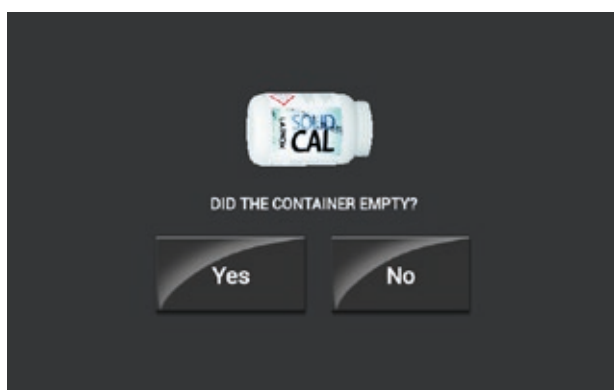 SOLID
CAL
DID THE CONTAINER EMPTY?
Yes
No